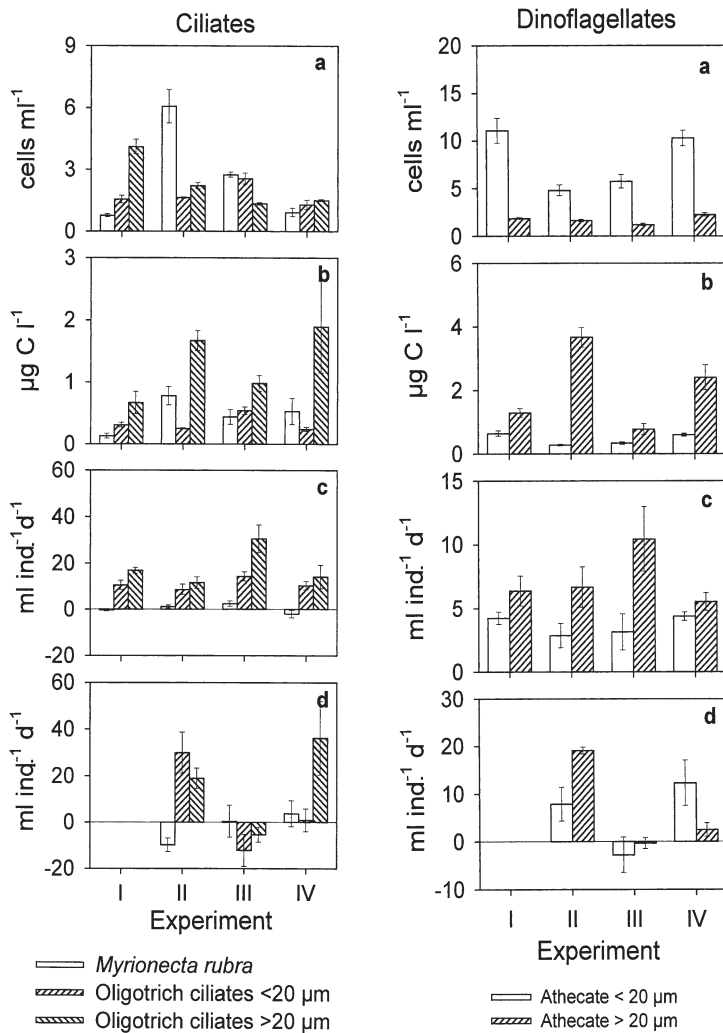 Ciliates
a
9
6
3
0
cells ml⁻¹
b
3
2
1
0
µg C l⁻¹
c
60
40
20
0
-20
ml ind.⁻¹d⁻¹
d
60
40
20
0
-20
ml ind.⁻¹ d⁻¹
I II III IV
Experiment
Myrionecta rubra
Oligotrich ciliates <20 µm
Oligotrich ciliates >20 µm
Dinoflagellates
a
20
15
10
5
0
cells ml⁻¹
b
6
4
2
0
µg C l⁻¹
c
15
10
5
0
ml ind.⁻¹ d⁻¹
d
30
20
10
0
-10
ml ind.⁻¹ d⁻¹
I II III IV
Experiment
Athecate < 20 µm
Athecate > 20 µm